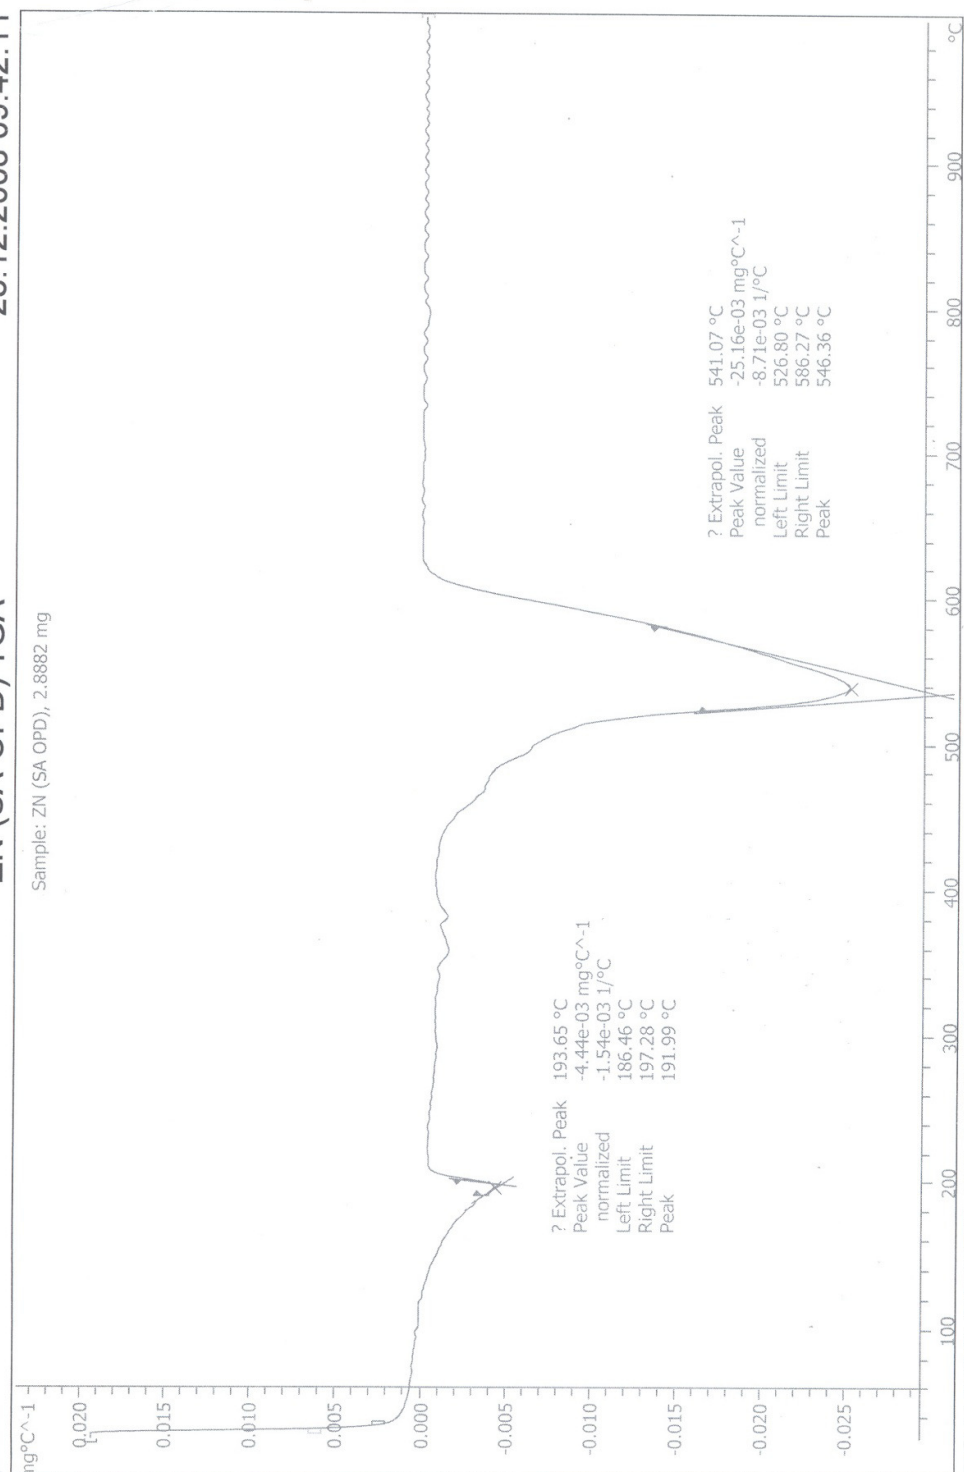 Sample: ZN (SA OPD), 2.8882 mg
? Extrapol. Peak 193.65 °C
Peak Value -4.44e-03 mg°C^-1
normalized -1.54e-03 1/°C
Left Limit 186.46 °C
Right Limit 197.28 °C
Peak 191.99 °C
? Extrapol. Peak 541.07 °C
Peak Value -25.16e-03 mg°C^-1
normalized -8.71e-03 1/°C
Left Limit 526.80 °C
Right Limit 586.27 °C
Peak 546.36 °C
0.020
0.015
0.010
0.005
0.000
-0.005
-0.010
-0.015
-0.020
-0.025
100 200 300 400 500 600 700 800 900 °C